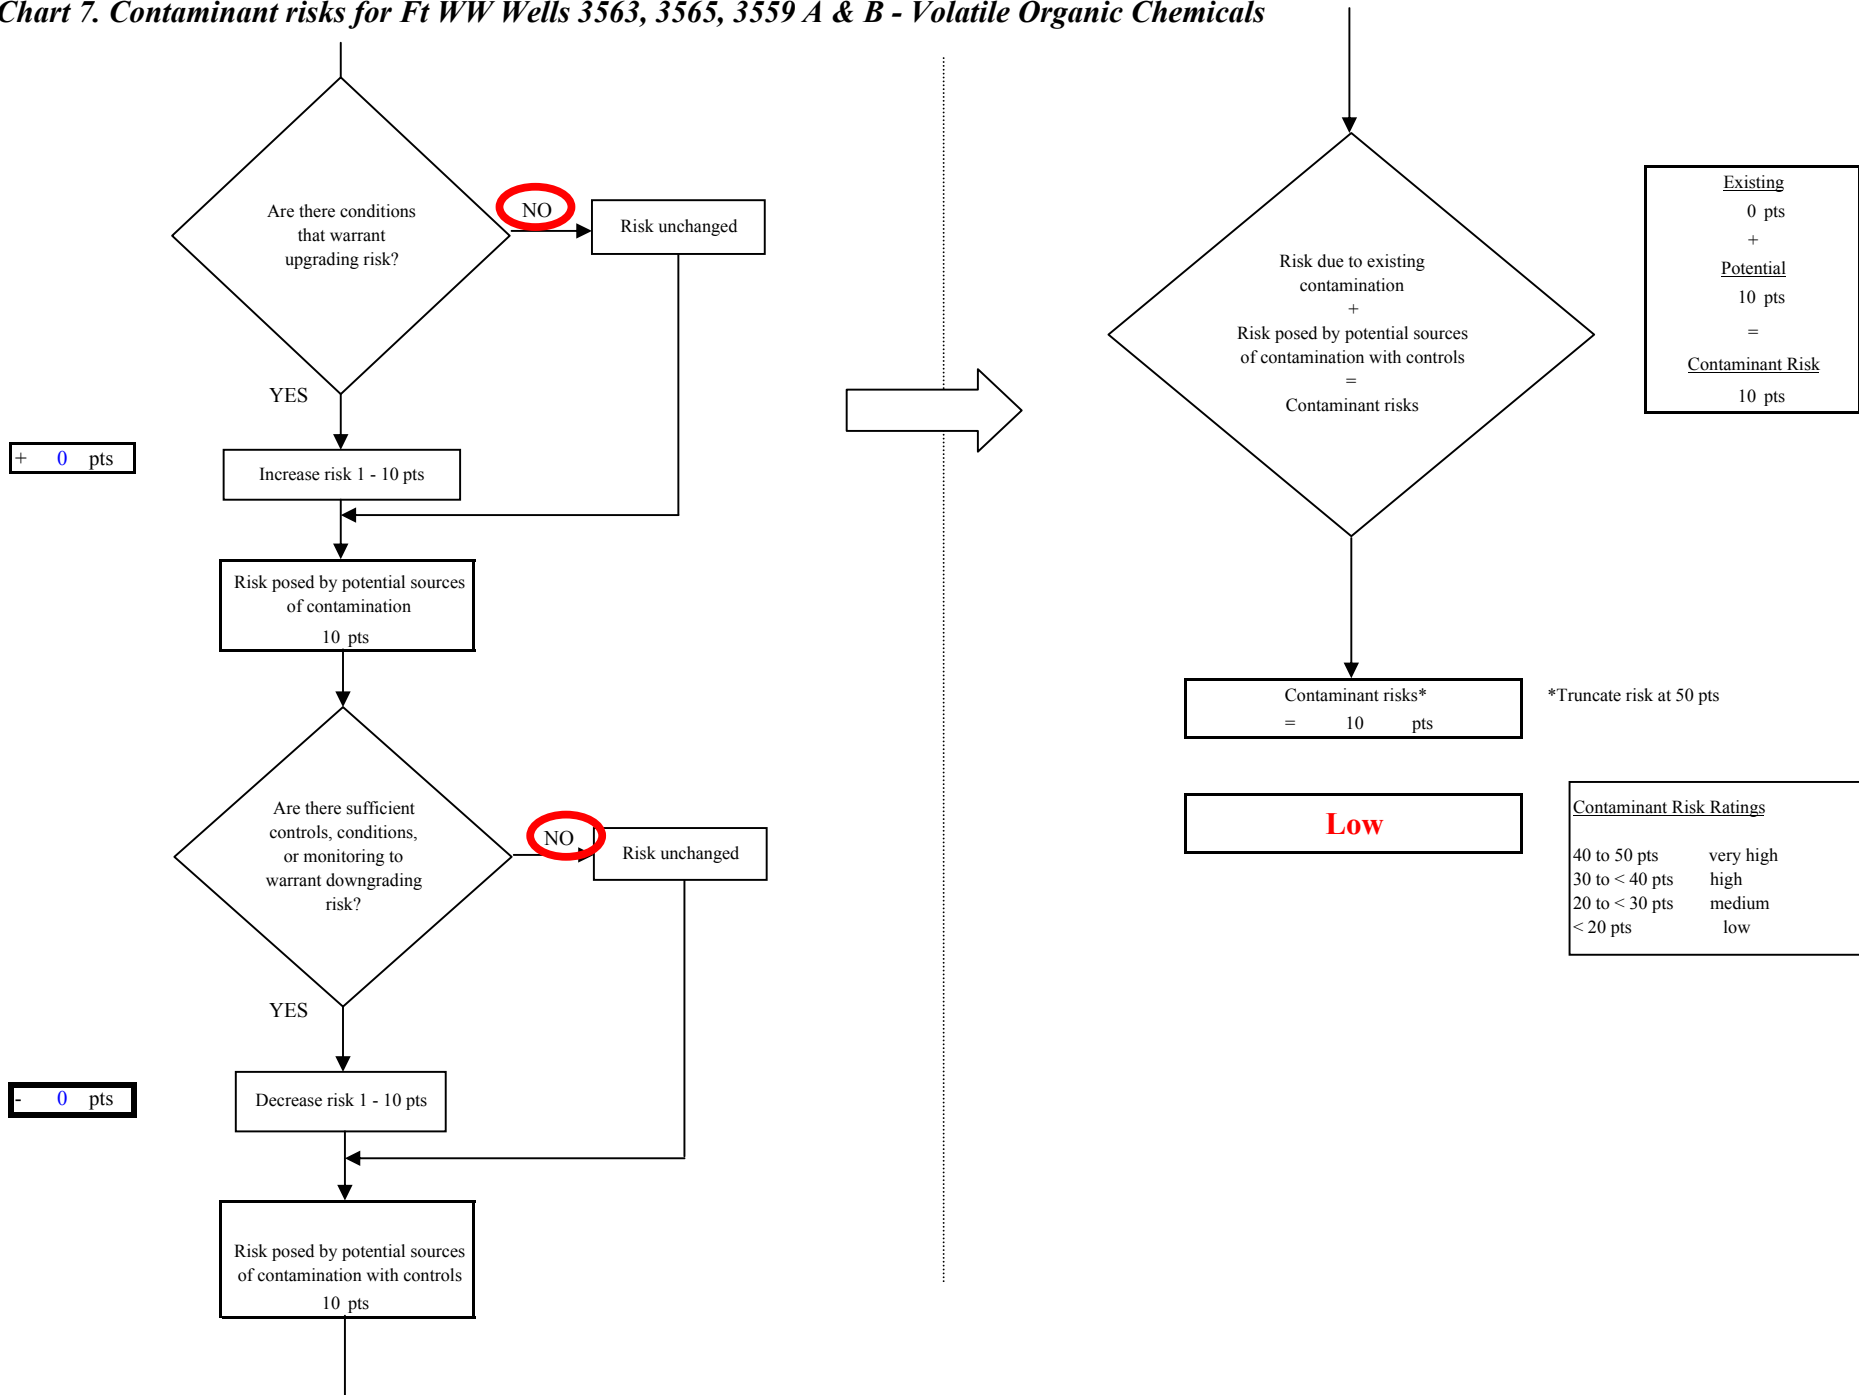 Chart 7. Contaminant risks for Ft WW Wells 3563, 3565, 3559 A & B - Volatile Organic Chemicals
Are there conditions
that warrant
upgrading risk?
NO
Risk unchanged
YES
+ 0 pts
Increase risk 1 - 10 pts
Risk posed by potential sources
of contamination
10 pts
Are there sufficient
controls, conditions,
or monitoring to
warrant downgrading
risk?
NO
Risk unchanged
YES
- 0 pts
Decrease risk 1 - 10 pts
Risk posed by potential sources
of contamination with controls
10 pts
Risk due to existing
contamination
+
Risk posed by potential sources
of contamination with controls
=
Contaminant risks
Existing
0 pts
+
Potential
10 pts
=
Contaminant Risk
10 pts
Contaminant risks*
= 10 pts
*Truncate risk at 50 pts
Low
Contaminant Risk Ratings
40 to 50 pts very high
30 to < 40 pts high
20 to < 30 pts medium
< 20 pts low